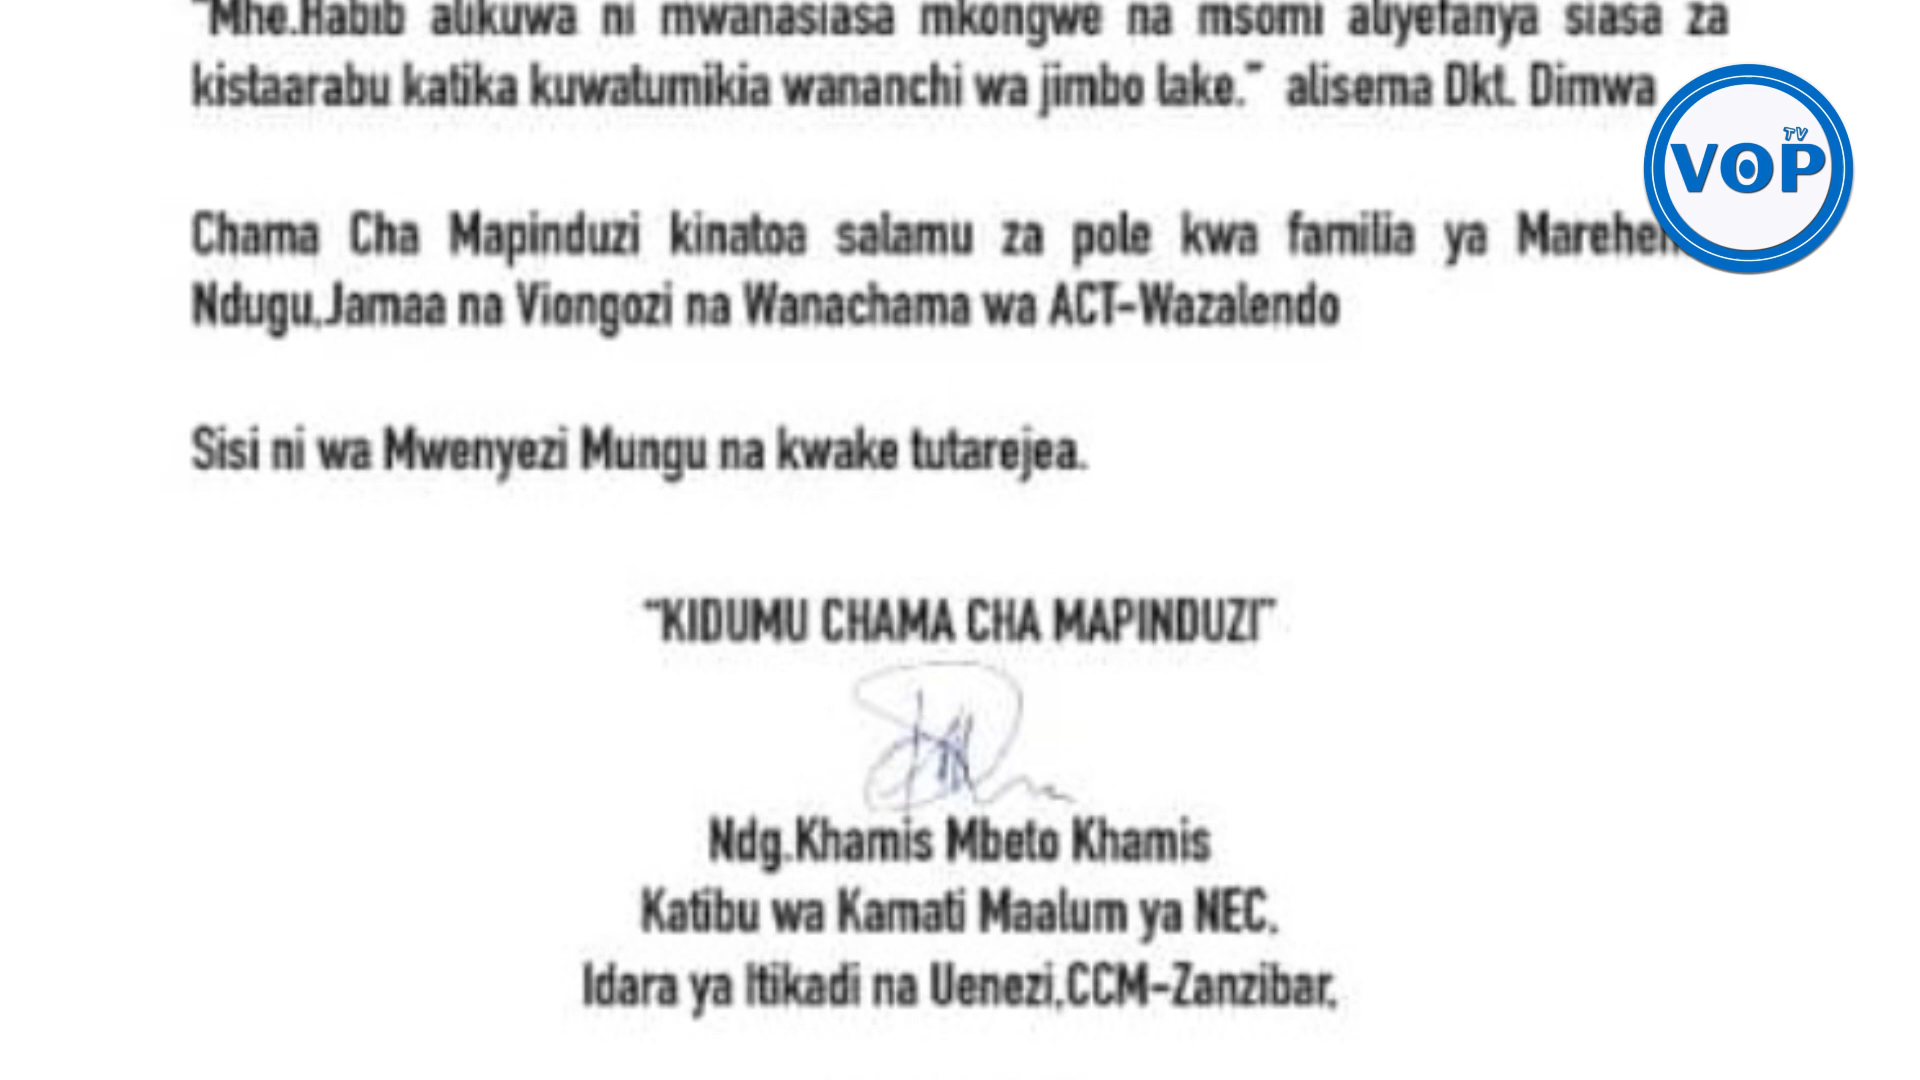 "Mhe.Habib alikuwa ni mwanasiasa mkongwe na msomi aliyefanya siasa za
kistaarabu katika kuwatumikia wananchi wa jimbo lake." alisema Dkt. Dimwa
TV
VOP
Chama Cha Mapinduzi kinatoa salamu za pole kwa familia ya
Ndugu,Jamaa na Viongozi na Wanachama wa ACT-Wazalendo
Sisi ni wa Mwenyezi Mungu na kwake tutarejea.
"KIDUMU CHAMA CHA MAPINDUZI"
Ndg.Khamis Mbeto Khamis
Katibu wa Kamati Maalum ya NEC,
Idara ya Itikadi na Uenezi,CCM-Zanzibar,